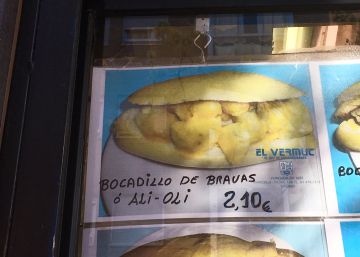 EL VERMUT
BOCADILLO DE BRAVAS
ó ALI-OLI 2,10€
BO